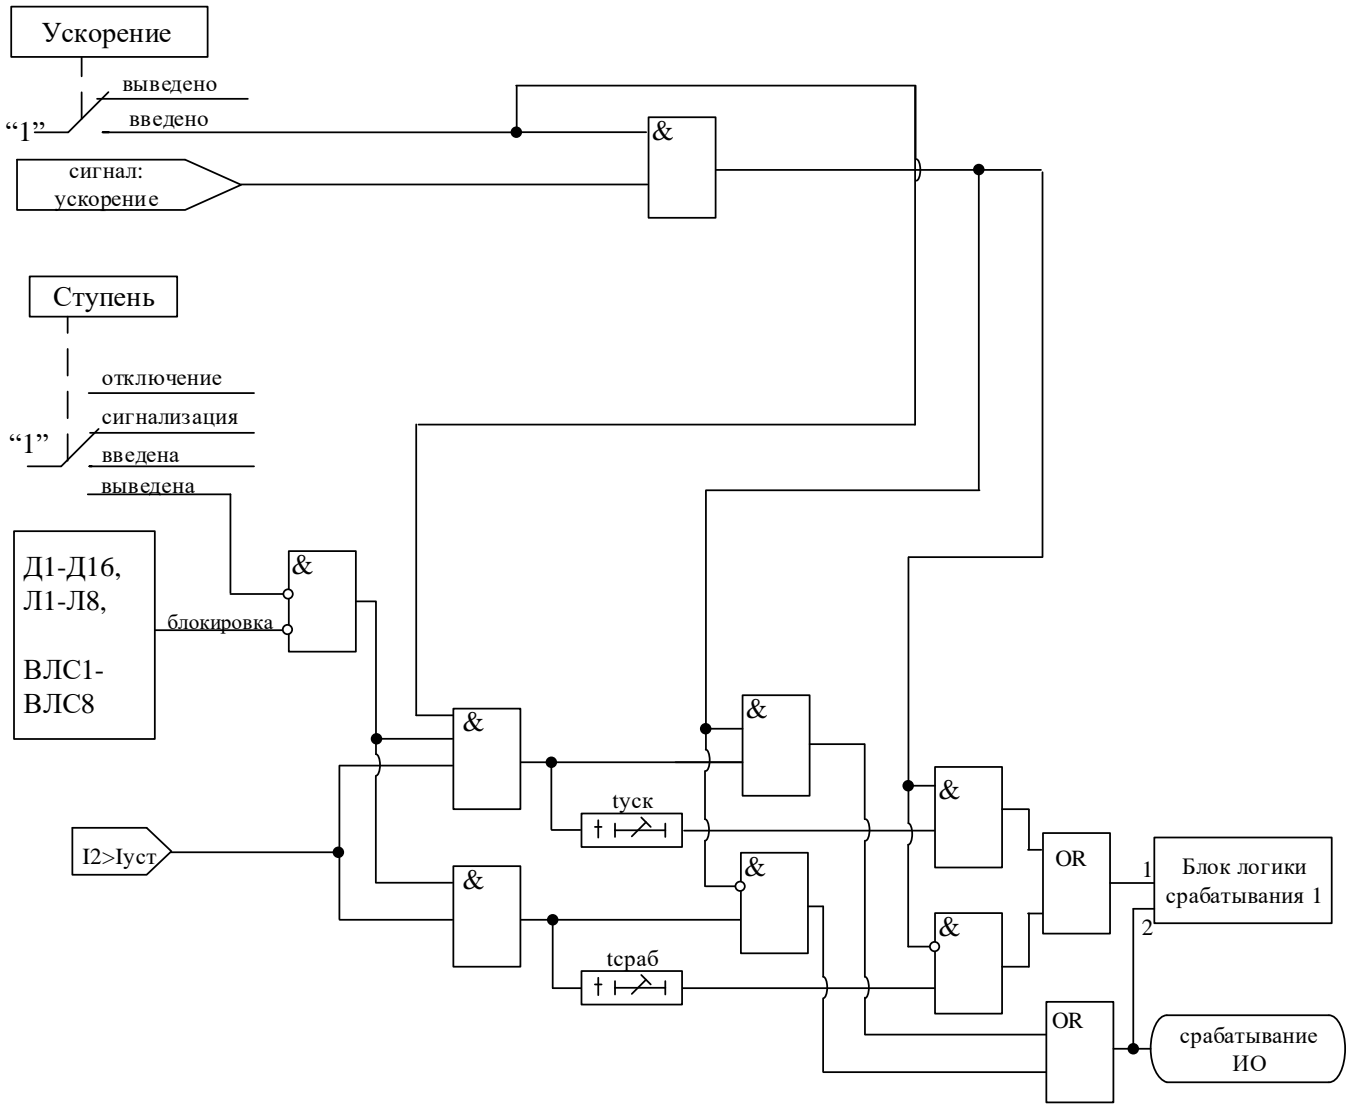 Ускорение
выведено
“1”
введено
&
сигнал:
ускорение
Ступень
отключение
сигнализация
“1”
введена
выведена
Д1-Д16,
Л1-Л8,
ВЛС1-
ВЛС8
&
блокировка
&
&
&
tуск
I2>Iуст
OR
1
Блок логики
срабатывания 1
&
&
2
&
tсраб
OR
срабатывание
ИО